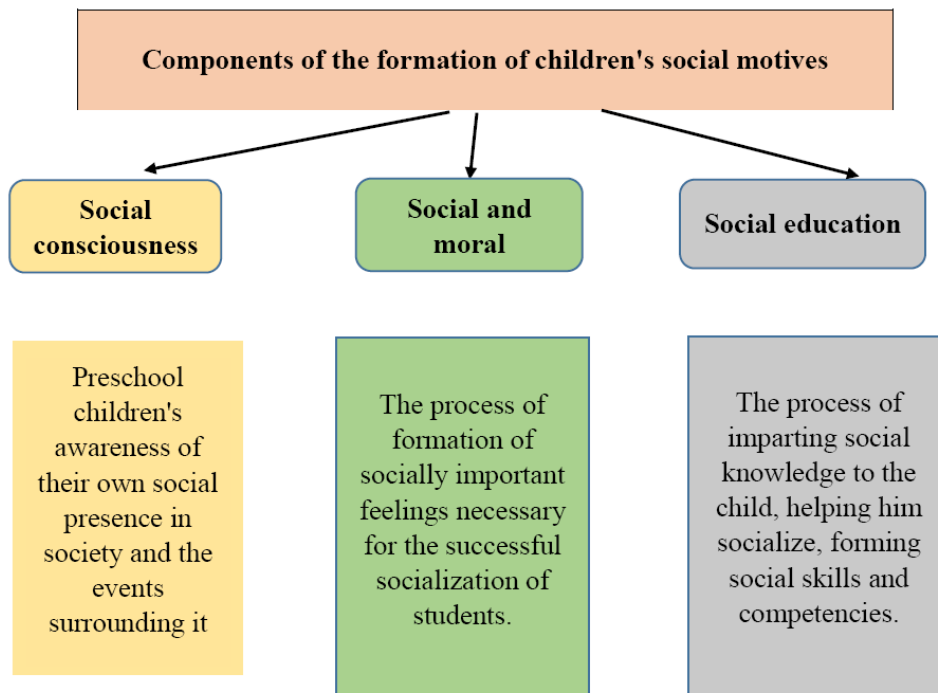 Components of the formation of children's social motives
Social
consciousness
Social and
moral
Social education
Preschool
children's
awareness of
their own social
presence in
society and the
events
surrounding it
The process of
formation of
socially important
feelings necessary
for the successful
socialization of
students.
The process of
imparting social
knowledge to the
child, helping him
socialize, forming
social skills and
competencies.